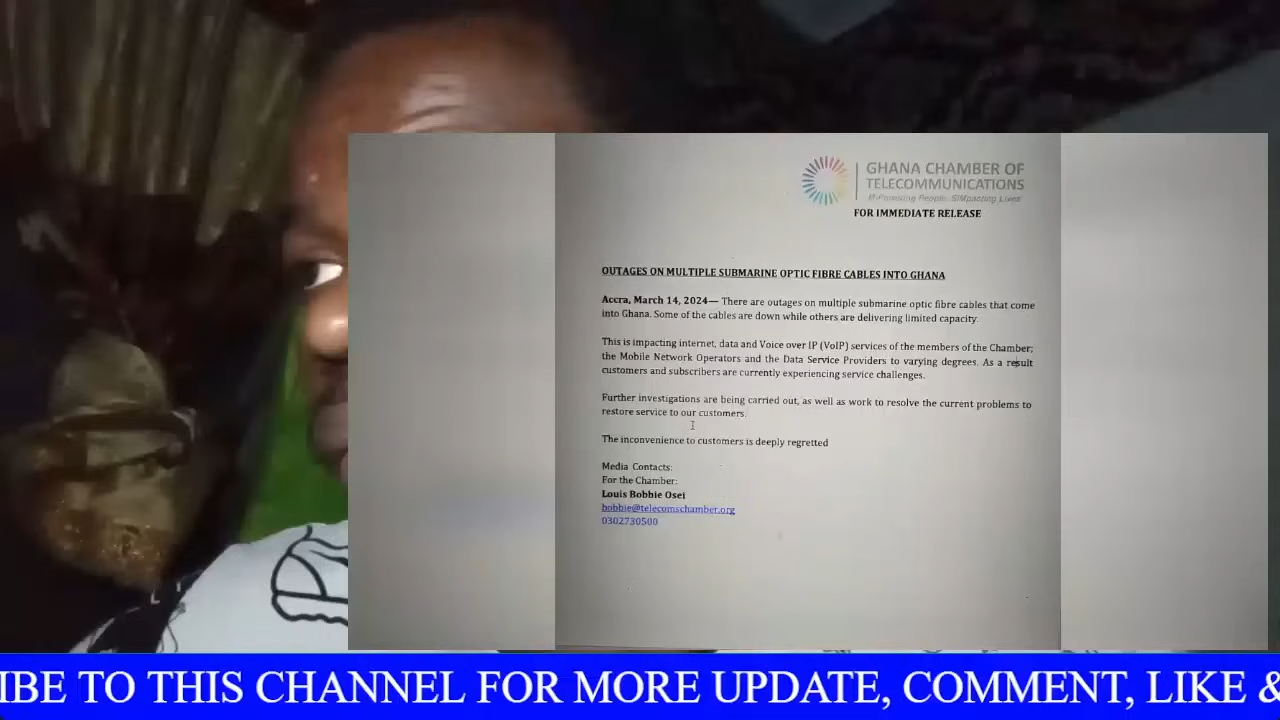 GHANA CHAMBER OF
TELECOMMUNICATIONS
M-Powering People. SIMpacting Lives
FOR IMMEDIATE RELEASE
OUTAGES ON MULTIPLE SUBMARINE OPTIC FIBRE CABLES INTO GHANA
Accra, March 14, 2024— There are outages on multiple submarine optic fibre cables that come
into Ghana. Some of the cables are down while others are delivering limited capacity.
This is impacting internet, data and Voice over IP (VoIP) services of the members of the Chamber;
the Mobile Network Operators and the Data Service Providers to varying degrees. As a result
customers and subscribers are currently experiencing service challenges.
Further investigations are being carried out, as well as work to resolve the current problems to
restore service to our customers.
The inconvenience to customers is deeply regretted
Media Contacts:
For the Chamber:
Louis Bobbie Osei
bobbie@telecomschamber.org
0302730500
IBE TO THIS CHANNEL FOR MORE UPDATE, COMMENT, LIKE &